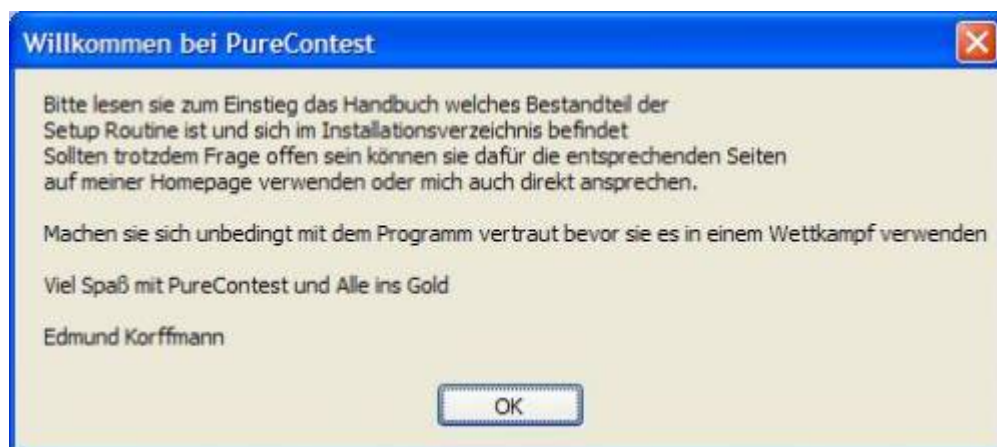 Willkommen bei PureContest
Bitte lesen sie zum Einstieg das Handbuch welches Bestandteil der
Setup Routine ist und sich im Installationsverzeichnis befindet
Sollten trotzdem Frage offen sein können sie dafür die entsprechenden Seiten
auf meiner Homepage verwenden oder mich auch direkt ansprechen.
Machen sie sich unbedingt mit dem Programm vertraut bevor sie es in einem Wettkampf verwenden
Viel Spaß mit PureContest und Alle ins Gold
Edmund Korffmann
OK